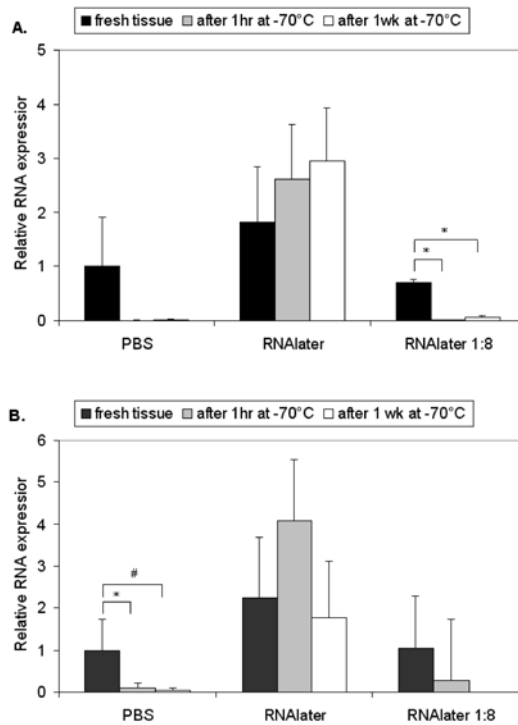 A.
fresh tissue after 1hr at -70°C after 1wk at -70°C
Relative RNA expressior
5
4
3
2
1
0
*
*
PBS RNAlater RNAlater 1:8
B.
fresh tissue after 1hr at -70°C after 1 wk at -70°C
Relative RNA expressior
6
5
4
3
2
1
0
#
*
PBS RNAlater RNAlater 1:8